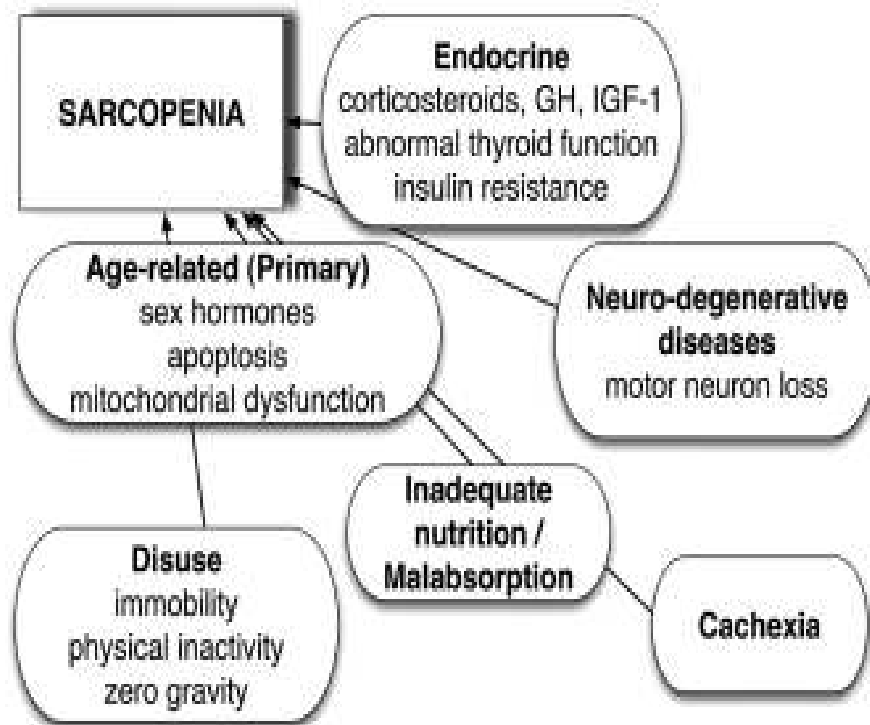 SARCOPENIA
Endocrine
corticosteroids, GH, IGF-1
abnormal thyroid function
insulin resistance
Age-related (Primary)
sex hormones
apoptosis
mitochondrial dysfunction
Neuro-degenerative
diseases
motor neuron loss
Inadequate
nutrition /
Malabsorption
Disuse
immobility
physical inactivity
zero gravity
Cachexia